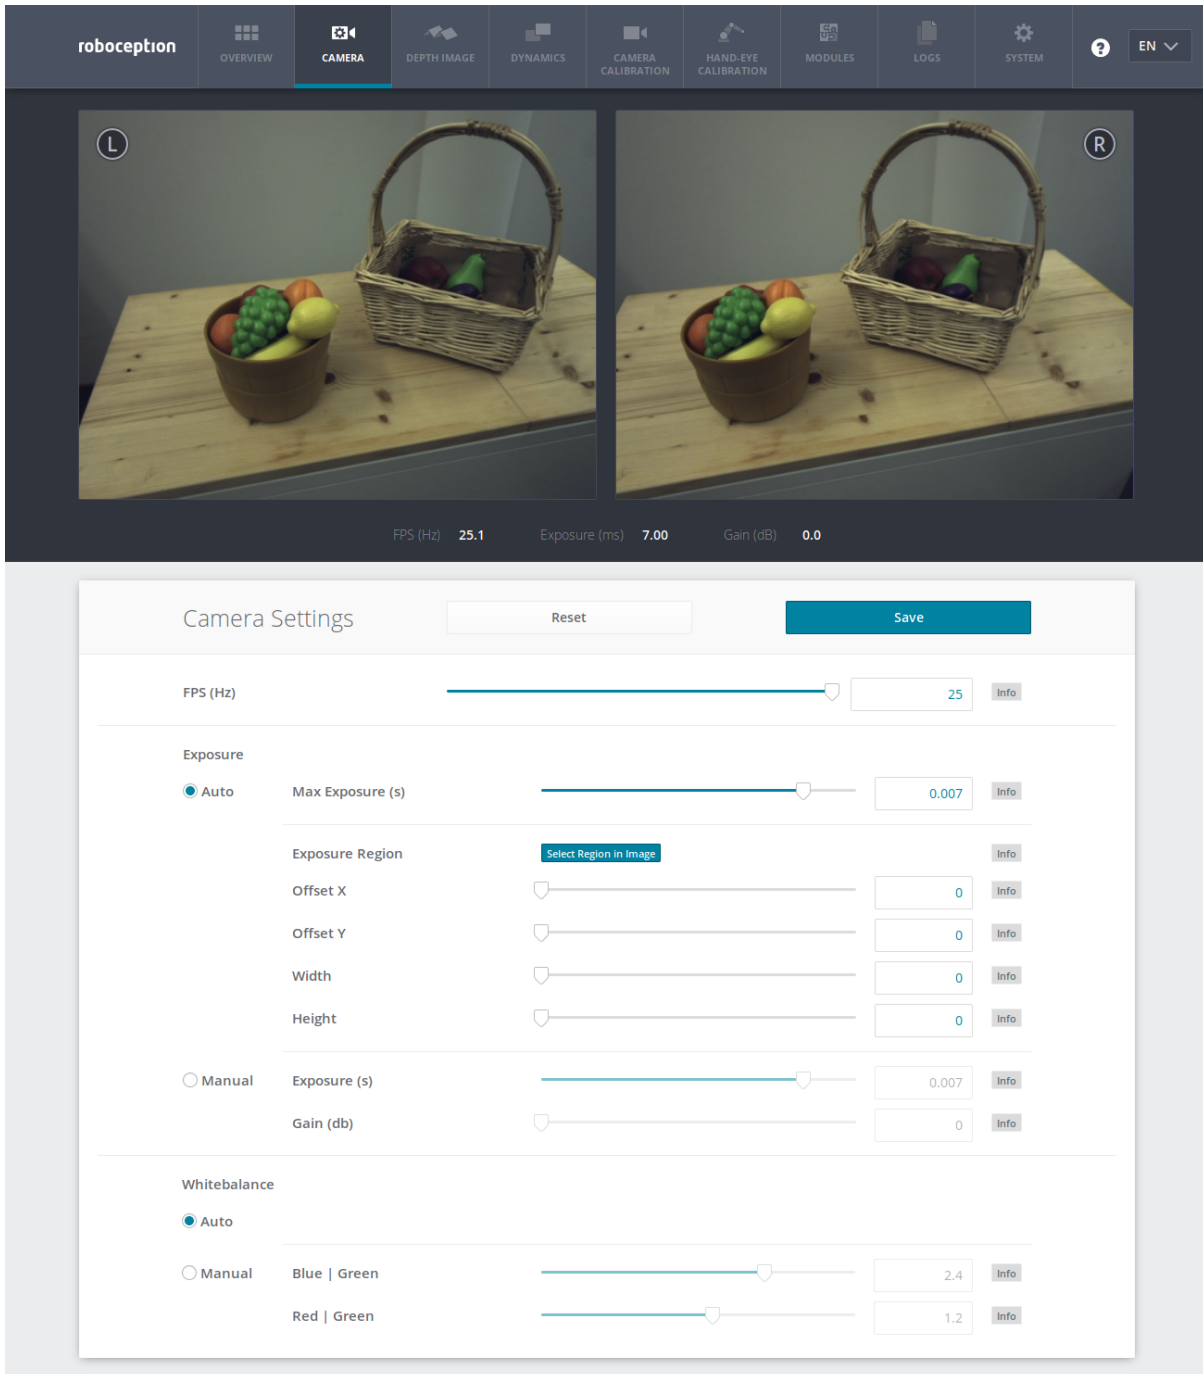 roboception
OVERVIEW
CAMERA
DEPTH IMAGE
DYNAMICS
CAMERA
CALIBRATION
HAND-EYE
CALIBRATION
MODULES
LOGS
SYSTEM
?
EN
L
R
FPS (Hz) 25.1 Exposure (ms) 7.00 Gain (dB) 0.0
Camera Settings Reset Save
FPS (Hz) 25 Info
Exposure
Auto Max Exposure (s) 0.007 Info
Exposure Region Select Region in Image Info
Offset X 0 Info
Offset Y 0 Info
Width 0 Info
Height 0 Info
Manual Exposure (s) 0.007 Info
Gain (db) 0 Info
Whitebalance
Auto
Manual Blue | Green 2.4 Info
Red | Green 1.2 Info